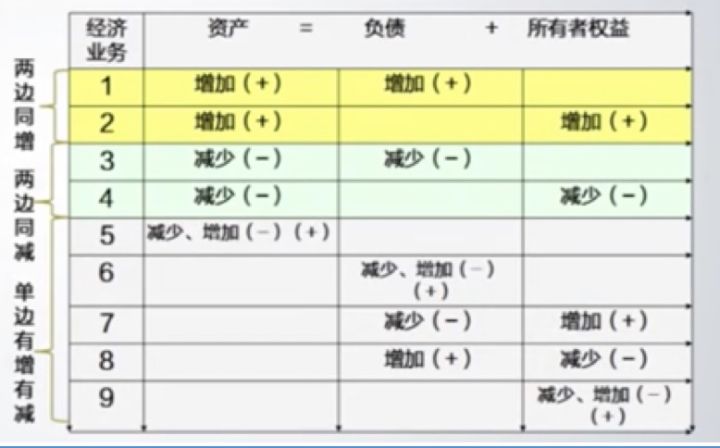 经济业务 资产 = 负债 + 所有者权益
两边同增
1 增加（+） 增加（+）
2 增加（+） 增加（+）
两边同减
3 减少（-） 减少（-）
4 减少（-） 减少（-）
单边有增有减
5 减少、增加（-）（+）
6 减少、增加（-）（+）
7 减少（-） 增加（+）
8 增加（+） 减少（-）
9 减少、增加（-）（+）